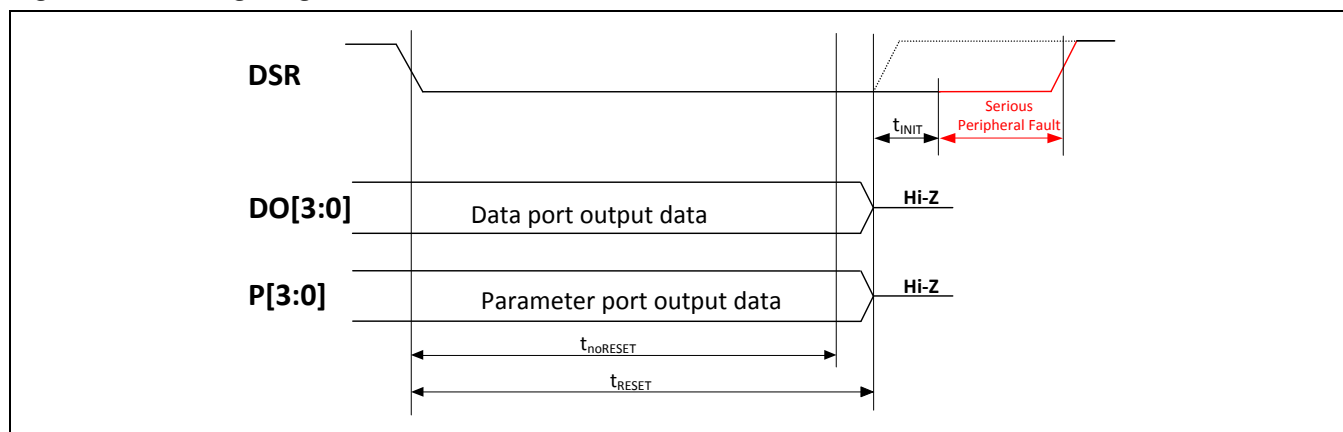 DSR
Serious
Peripheral Fault
tINIT
DO[3:0]
Data port output data
Hi-Z
P[3:0]
Parameter port output data
Hi-Z
tnoRESET
tRESET